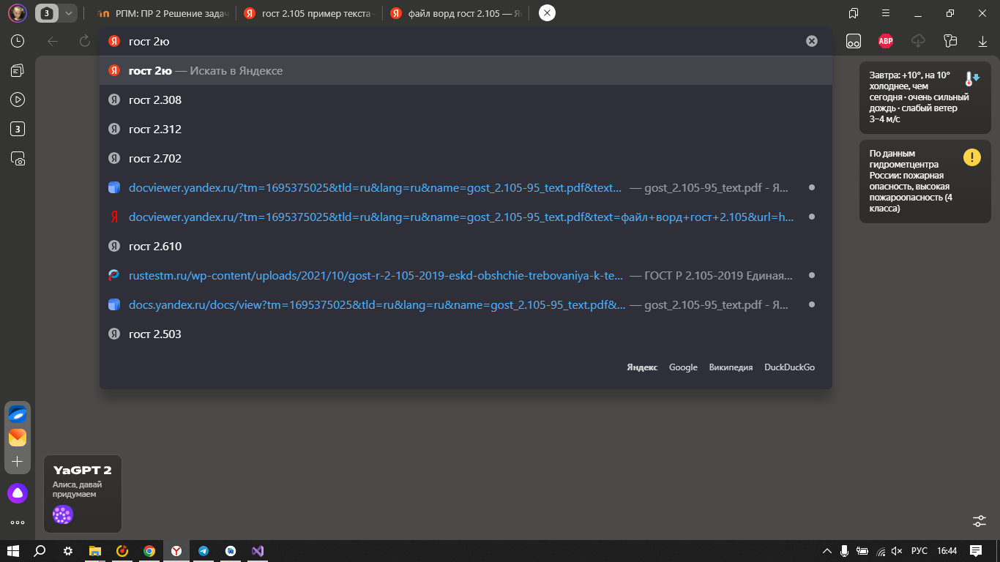 3
РПМ: ПР 2 Решение задач
гост 2.105 пример текста
файл ворд гост 2.105 — Я
гост 2ю
ABP
гост 2ю — Искать в Яндексе
гост 2.308
гост 2.312
гост 2.702
docviewer.yandex.ru/?tm=1695375025&tld=ru&lang=ru&name=gost_2.105-95_text.pdf&text... — gost_2.105-95_text.pdf - Я...
docviewer.yandex.ru/?tm=1695375025&tld=ru&lang=ru&name=gost_2.105-95_text.pdf&text=файл+ворд+гост+2.105&url=h...
гост 2.610
rustestm.ru/wp-content/uploads/2021/10/gost-r-2-105-2019-eskd-obshchie-trebovaniya-k-te... — ГОСТ Р 2.105-2019 Единая...
docs.yandex.ru/docs/view?tm=1695375025&tld=ru&lang=ru&name=gost_2.105-95_text.pdf&... — gost_2.105-95_text.pdf - Я...
гост 2.503
Яндекс Google Википедия DuckDuckGo
Завтра: +10°, на 10°
холоднее, чем
сегодня · очень сильный
дождь · слабый ветер
3–4 м/с
По данным
гидрометцентра
России: пожарная
опасность, высокая
пожароопасность (4
класса)
3
YaGPT 2
Алиса, давай
придумаем
РУС
16:44